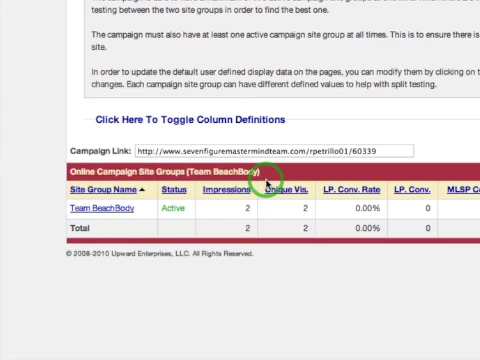 testing between the two site groups in order to find the best one.
The campaign must also have at least one active campaign site group at all times. This is to ensure there is
site.
In order to update the default user defined display data on the pages, you can modify them by clicking on t
changes. Each campaign site group can have different defined values to help with split testing.
Click Here To Toggle Column Definitions
Campaign Link: http://www.sevenfiguremastermindteam.com/rpetrillo01/60339
Online Campaign Site Groups (Team BeachBody)
Site Group Name Status Impressions Unique Vis. LP. Conv. Rate LP. Conv. MLSP Co
Team BeachBody Active 2 2 0.00% 0
Total 2 2 0.00% 0
© 2008-2010 Upward Enterprises, LLC. All Rights Reserved.